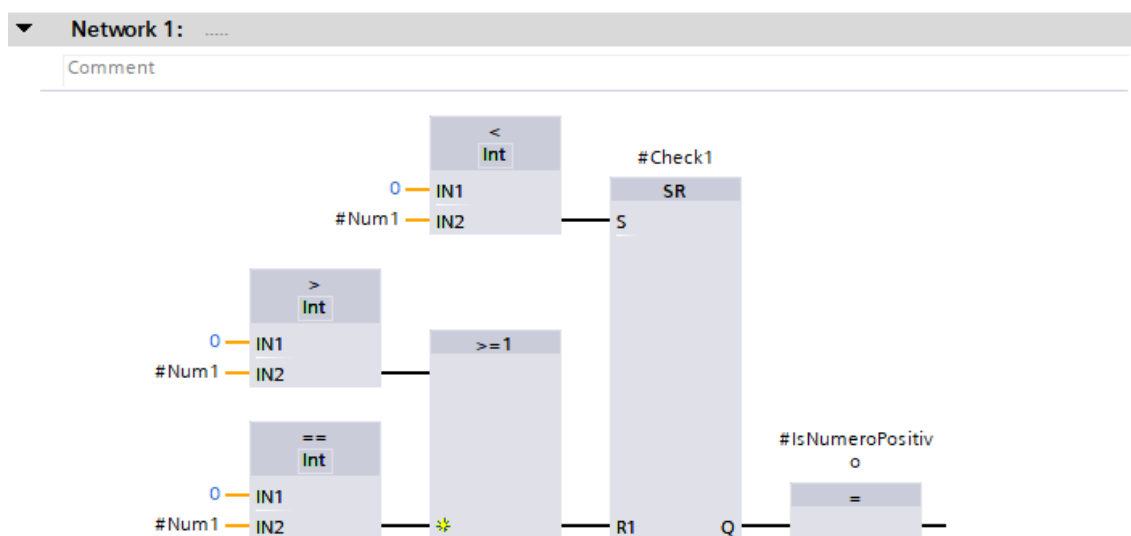 Network 1: .....
Comment
<
Int
#Check1
SR
0 IN1
#Num1 IN2
S
>
Int
0 IN1
>=1
#Num1 IN2
==
Int
#IsNumeroPositiv
o
0 IN1
=
#Num1 IN2
R1 Q